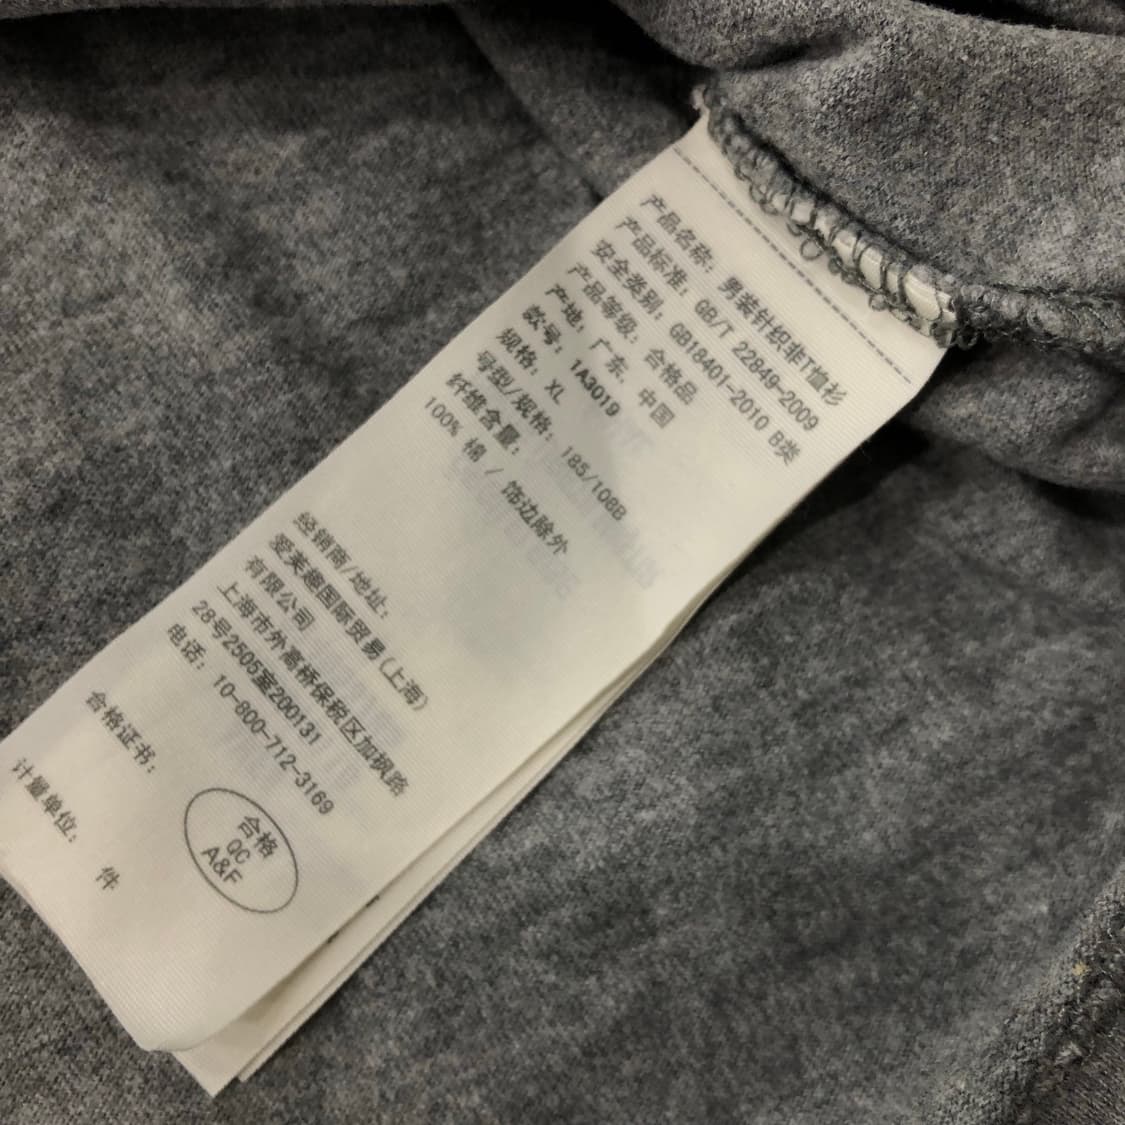 产品名称: 男装针织非T恤衫
产品标准: GB/T 22849-2009
安全类别: GB18401-2010 B类
产品等级: 合格品
产地: 广东, 中国
款号: 1A3019
规格: XL
号型/规格: 185/108B
纤维含量:
100% 棉 / 饰边除外
经销商/地址:
爱芙趣国际贸易(上海)
有限公司
上海市外高桥保税区加枫路
28号2505室200131
电话: 10-800-712-3169
合格证书:
合格
QC
A&F
计量单位: 件